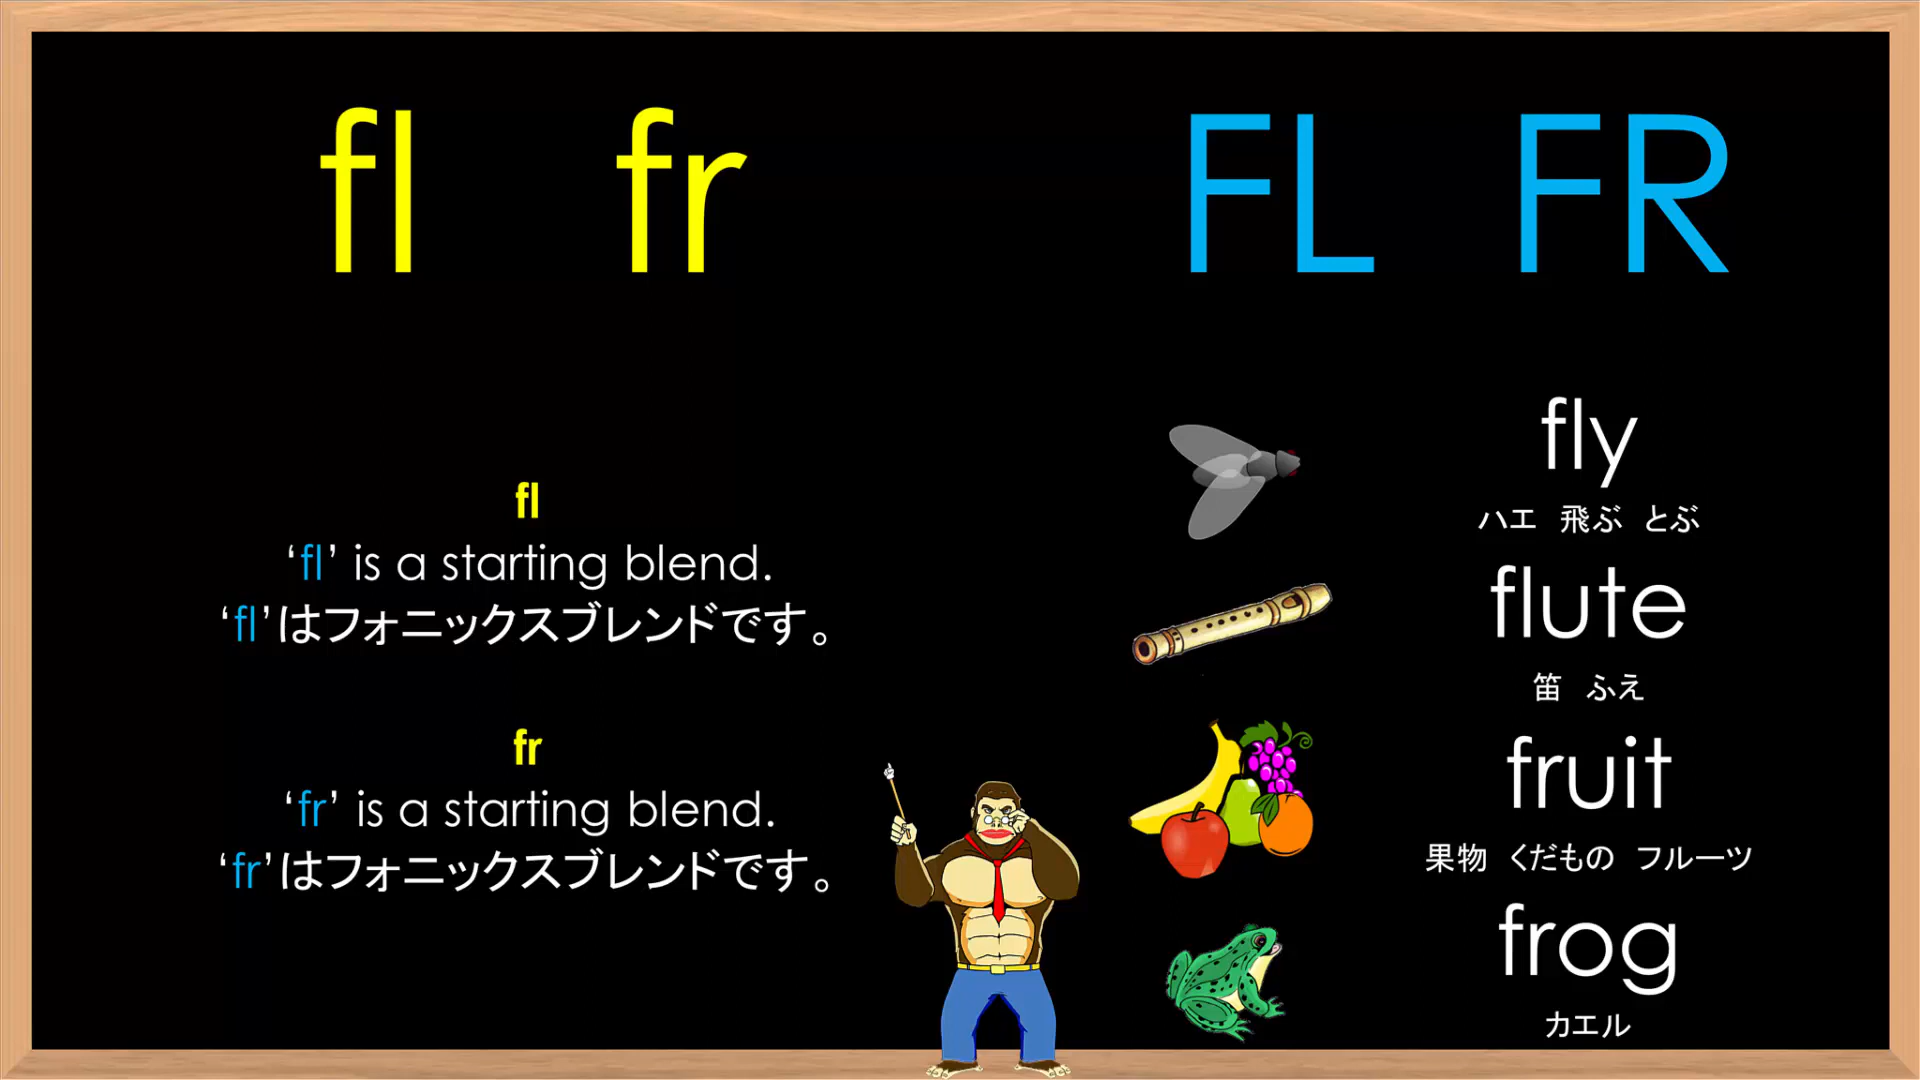 fl fr FL FR
fl
‘fl’ is a starting blend.
‘fl’はフォニックスブレンドです。
fr
‘fr’ is a starting blend.
‘fr’はフォニックスブレンドです。
fly
ハエ 飛ぶ とぶ
flute
笛 ふえ
fruit
果物 くだもの フルーツ
frog
カエル